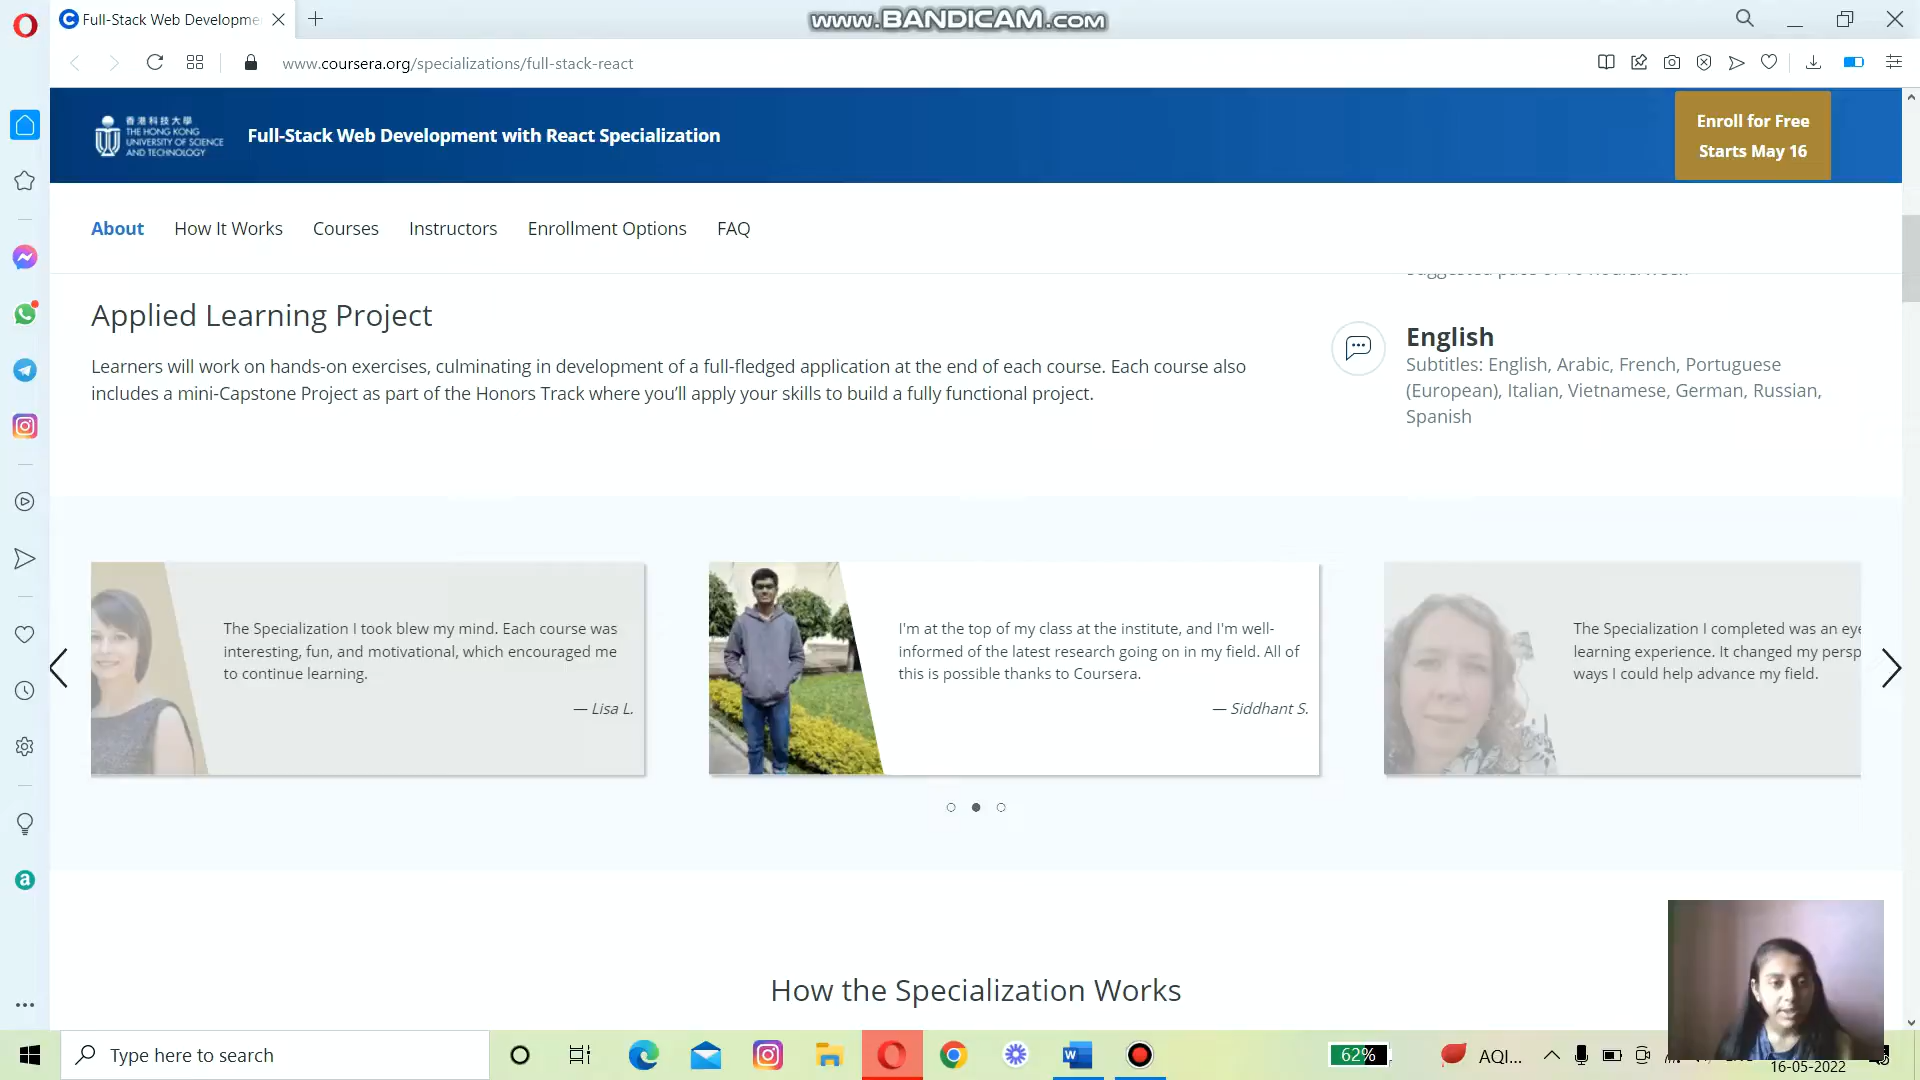 Full-Stack Web Developme
www.BANDICAM.COM
www.coursera.org/specializations/full-stack-react
香港科技大學
THE HONG KONG
UNIVERSITY OF SCIENCE
AND TECHNOLOGY
Full-Stack Web Development with React Specialization
Enroll for Free
Starts May 16
About
How It Works
Courses
Instructors
Enrollment Options
FAQ
Applied Learning Project
Learners will work on hands-on exercises, culminating in development of a full-fledged application at the end of each course. Each course also
includes a mini-Capstone Project as part of the Honors Track where you’ll apply your skills to build a fully functional project.
English
Subtitles: English, Arabic, French, Portuguese
(European), Italian, Vietnamese, German, Russian,
Spanish
The Specialization I took blew my mind. Each course was
interesting, fun, and motivational, which encouraged me
to continue learning.
— Lisa L.
I'm at the top of my class at the institute, and I'm well-
informed of the latest research going on in my field. All of
this is possible thanks to Coursera.
— Siddhant S.
The Specialization I completed was an eye
learning experience. It changed my persp
ways I could help advance my field.
How the Specialization Works
Type here to search
62%
AQI...
16-05-2022